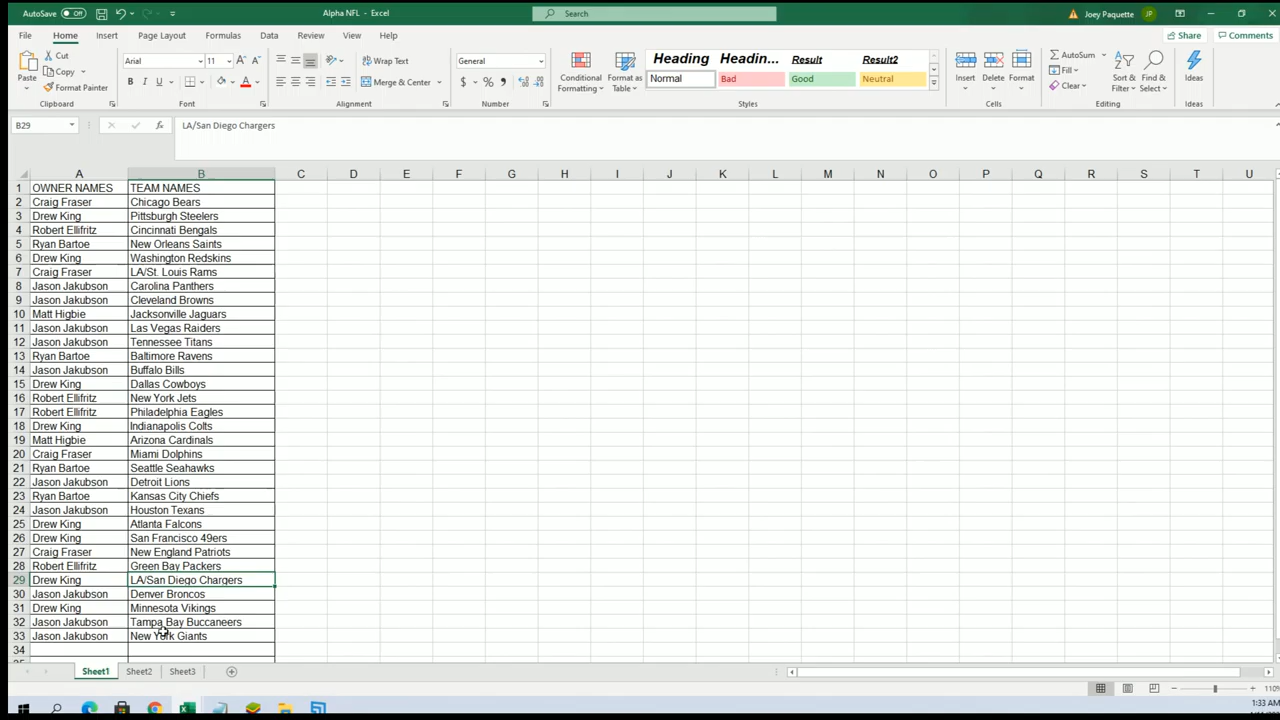 AutoSave Off Alpha NFL - Excel Search Joey Paquette JP
File Home Insert Page Layout Formulas Data Review View Help Share Comments
Paste Cut Copy Format Painter
Clipboard
Arial 11
B I U
Font
Wrap Text
Merge & Center
Alignment
General
$ % ,
Number
Conditional Formatting
Format as Table
Heading Headin... Result Result2
Normal Bad Good Neutral
Styles
Insert Delete Format
Cells
AutoSum
Fill
Clear
Sort & Filter
Find & Select
Editing
Ideas
Ideas
B29 fx LA/San Diego Chargers
A B C D E F G H I J K L M N O P Q R S T U
1 OWNER NAMES TEAM NAMES
2 Craig Fraser Chicago Bears
3 Drew King Pittsburgh Steelers
4 Robert Ellifritz Cincinnati Bengals
5 Ryan Bartoe New Orleans Saints
6 Drew King Washington Redskins
7 Craig Fraser LA/St. Louis Rams
8 Jason Jakubson Carolina Panthers
9 Jason Jakubson Cleveland Browns
10 Matt Higbie Jacksonville Jaguars
11 Jason Jakubson Las Vegas Raiders
12 Jason Jakubson Tennessee Titans
13 Ryan Bartoe Baltimore Ravens
14 Jason Jakubson Buffalo Bills
15 Drew King Dallas Cowboys
16 Robert Ellifritz New York Jets
17 Robert Ellifritz Philadelphia Eagles
18 Drew King Indianapolis Colts
19 Matt Higbie Arizona Cardinals
20 Craig Fraser Miami Dolphins
21 Ryan Bartoe Seattle Seahawks
22 Jason Jakubson Detroit Lions
23 Ryan Bartoe Kansas City Chiefs
24 Jason Jakubson Houston Texans
25 Drew King Atlanta Falcons
26 Drew King San Francisco 49ers
27 Craig Fraser New England Patriots
28 Robert Ellifritz Green Bay Packers
29 Drew King LA/San Diego Chargers
30 Jason Jakubson Denver Broncos
31 Drew King Minnesota Vikings
32 Jason Jakubson Tampa Bay Buccaneers
33 Jason Jakubson New York Giants
34
Sheet1 Sheet2 Sheet3
110%
1:33 AM